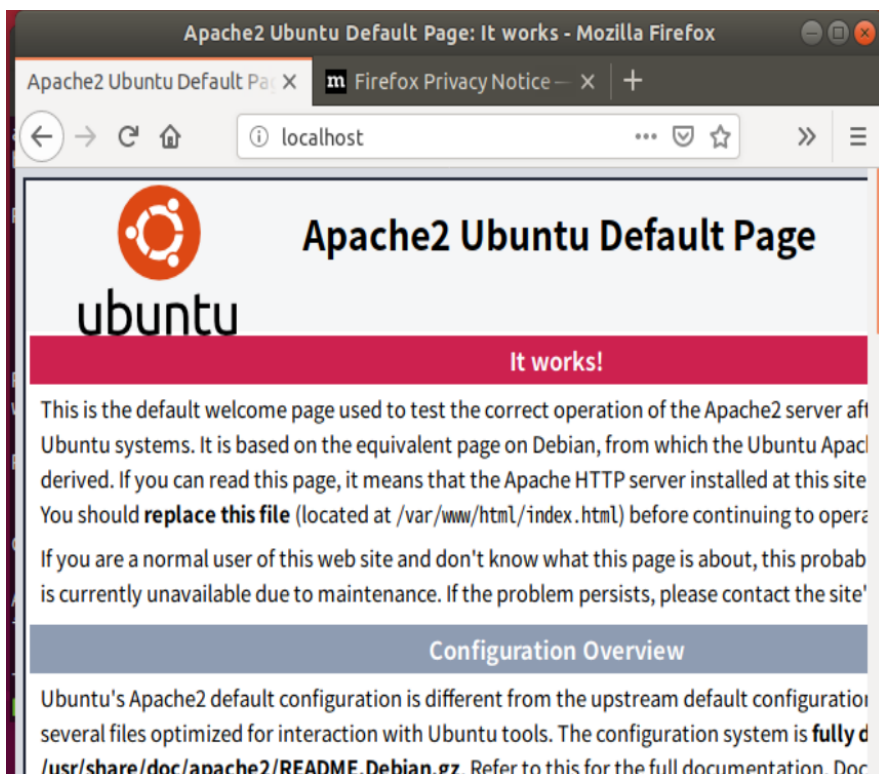 Apache2 Ubuntu Default Page: It works - Mozilla Firefox
Apache2 Ubuntu Default Pag
m Firefox Privacy Notice —
localhost
ubuntu
Apache2 Ubuntu Default Page
It works!
This is the default welcome page used to test the correct operation of the Apache2 server aft
Ubuntu systems. It is based on the equivalent page on Debian, from which the Ubuntu Apac
derived. If you can read this page, it means that the Apache HTTP server installed at this site
You should replace this file (located at /var/www/html/index.html) before continuing to opera
If you are a normal user of this web site and don't know what this page is about, this probab
is currently unavailable due to maintenance. If the problem persists, please contact the site'
Configuration Overview
Ubuntu's Apache2 default configuration is different from the upstream default configuration
several files optimized for interaction with Ubuntu tools. The configuration system is fully d
/usr/share/doc/apache2/README.Debian.gz. Refer to this for the full documentation. Doc